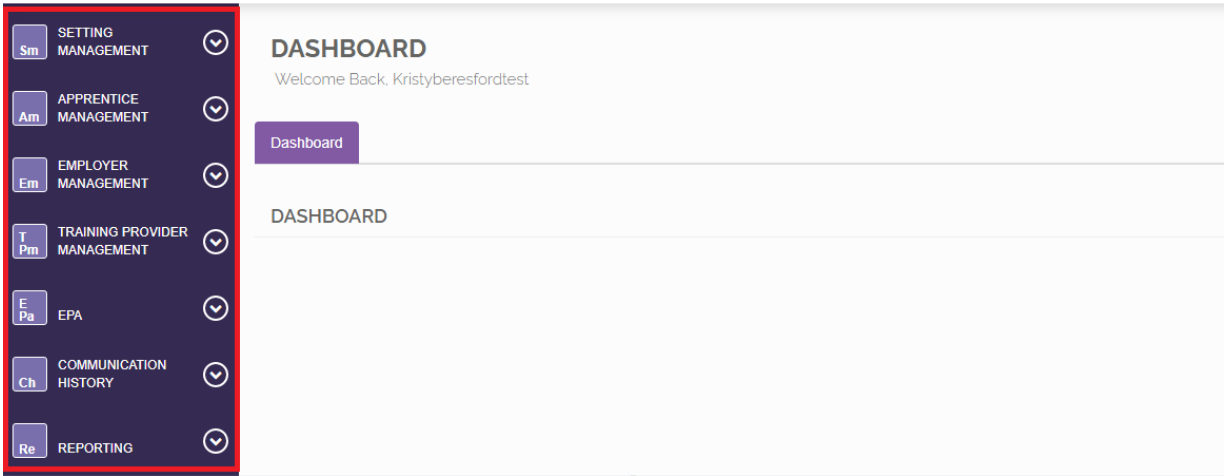 SETTING
Sm MANAGEMENT
APPRENTICE
Am MANAGEMENT
EMPLOYER
Em MANAGEMENT
T TRAINING PROVIDER
Pm MANAGEMENT
E
Pa EPA
COMMUNICATION
Ch HISTORY
Re REPORTING
DASHBOARD
Welcome Back, Kristyberesfordtest
Dashboard
DASHBOARD